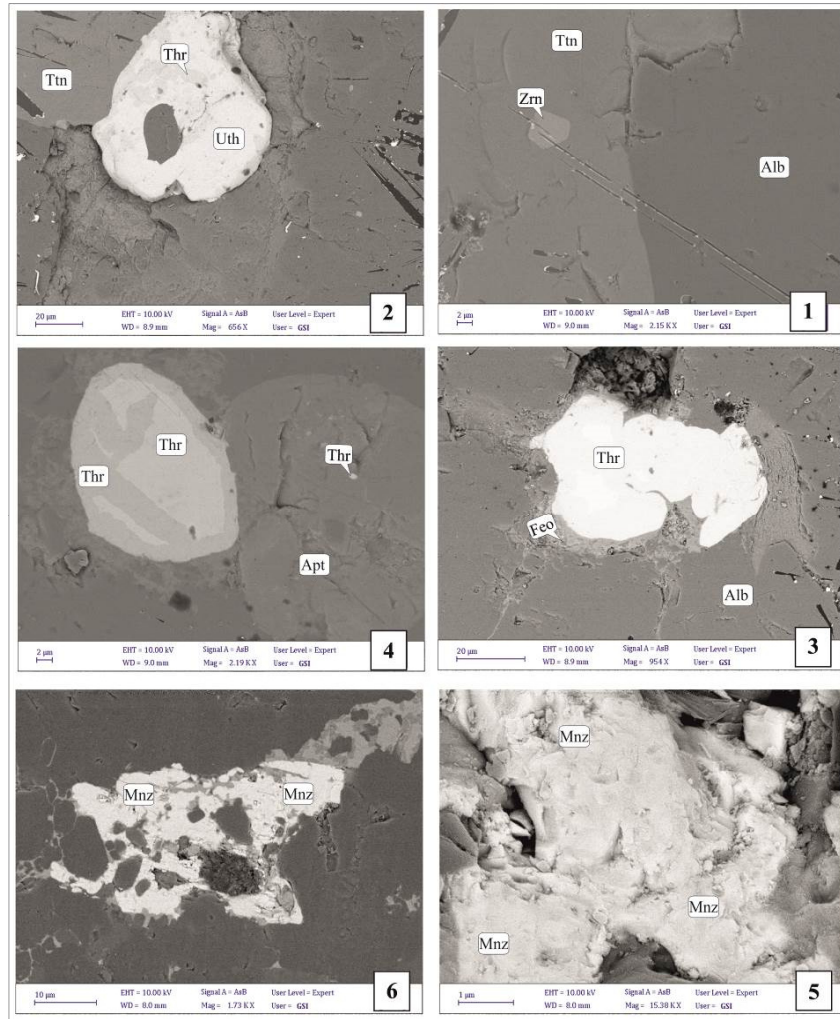 Thr
Ttn
Uth
20 µm
EHT = 10.00 kV
WD = 8.9 mm
Signal A = AsB
Mag = 656 X
User Level = Expert
User = GSI
2
Ttn
Zrn
Alb
2 µm
EHT = 10.00 kV
WD = 9.0 mm
Signal A = AsB
Mag = 2.15 K X
User Level = Expert
User = GSI
1
Thr
Thr
Thr
Apt
2 µm
EHT = 10.00 kV
WD = 9.0 mm
Signal A = AsB
Mag = 2.19 K X
User Level = Expert
User = GSI
4
Thr
Feo
Alb
20 µm
EHT = 10.00 kV
WD = 8.9 mm
Signal A = AsB
Mag = 954 X
User Level = Expert
User = GSI
3
Mnz
Mnz
10 µm
EHT = 10.00 kV
WD = 8.0 mm
Signal A = AsB
Mag = 1.73 K X
User Level = Expert
User = GSI
6
Mnz
Mnz
Mnz
1 µm
EHT = 10.00 kV
WD = 8.0 mm
Signal A = AsB
Mag = 15.38 K X
User Level = Expert
User = GSI
5